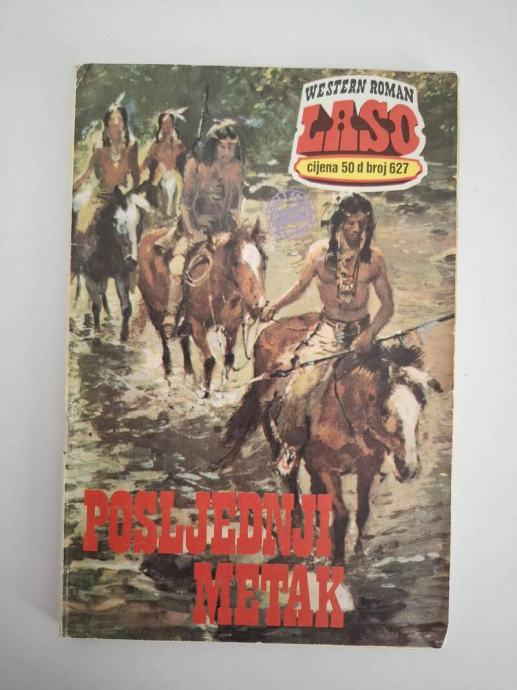 WESTERN ROMAN
LASO
cijena 50 d broj 627
POSLJEDNJI
METAK